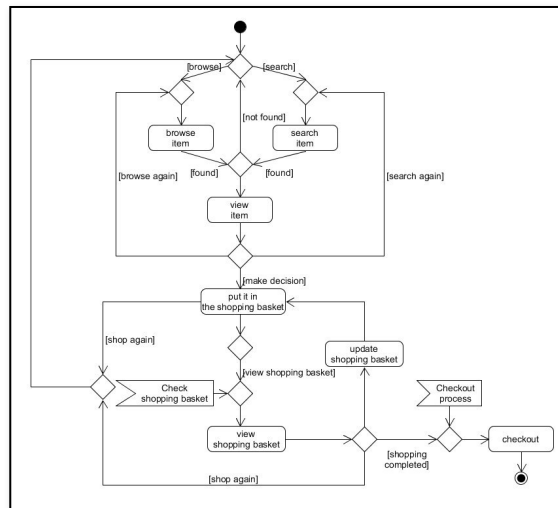 [browse]
[search]
[not found]
browse
item
search
item
[browse again]
[found]
[found]
[search again]
view
item
[make decision]
put it in
the shopping basket
[shop again]
update
shopping basket
[view shopping basket]
Check
shopping basket
Checkout
process
view
shopping basket
checkout
[shopping
completed]
[shop again]